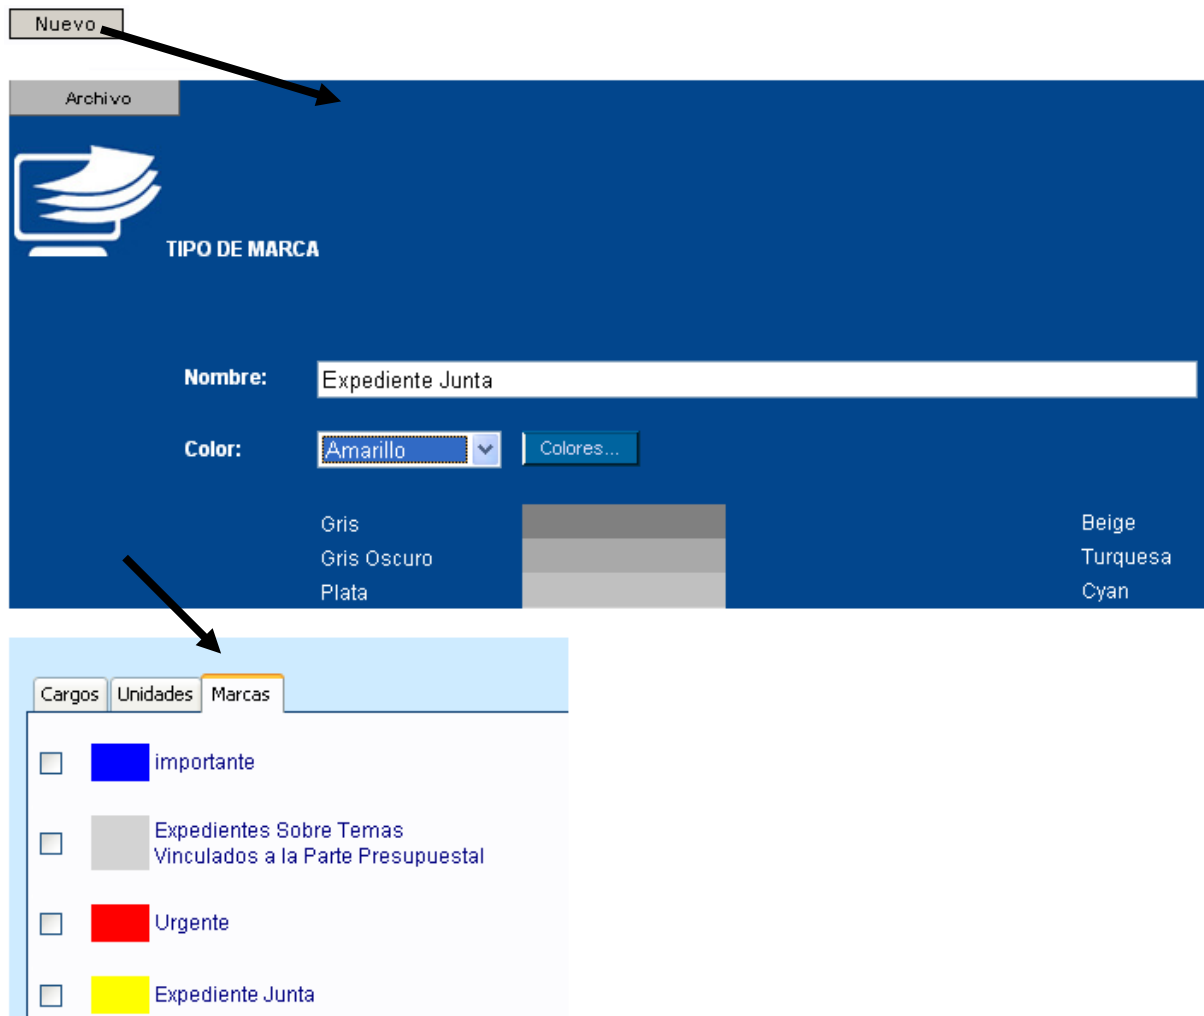 Nuevo
Archivo
TIPO DE MARCA
Nombre: Expediente Junta
Color: Amarillo Colores...
Gris Beige
Gris Oscuro Turquesa
Plata Cyan
Cargos Unidades Marcas
importante
Expedientes Sobre Temas
Vinculados a la Parte Presupuestal
Urgente
Expediente Junta